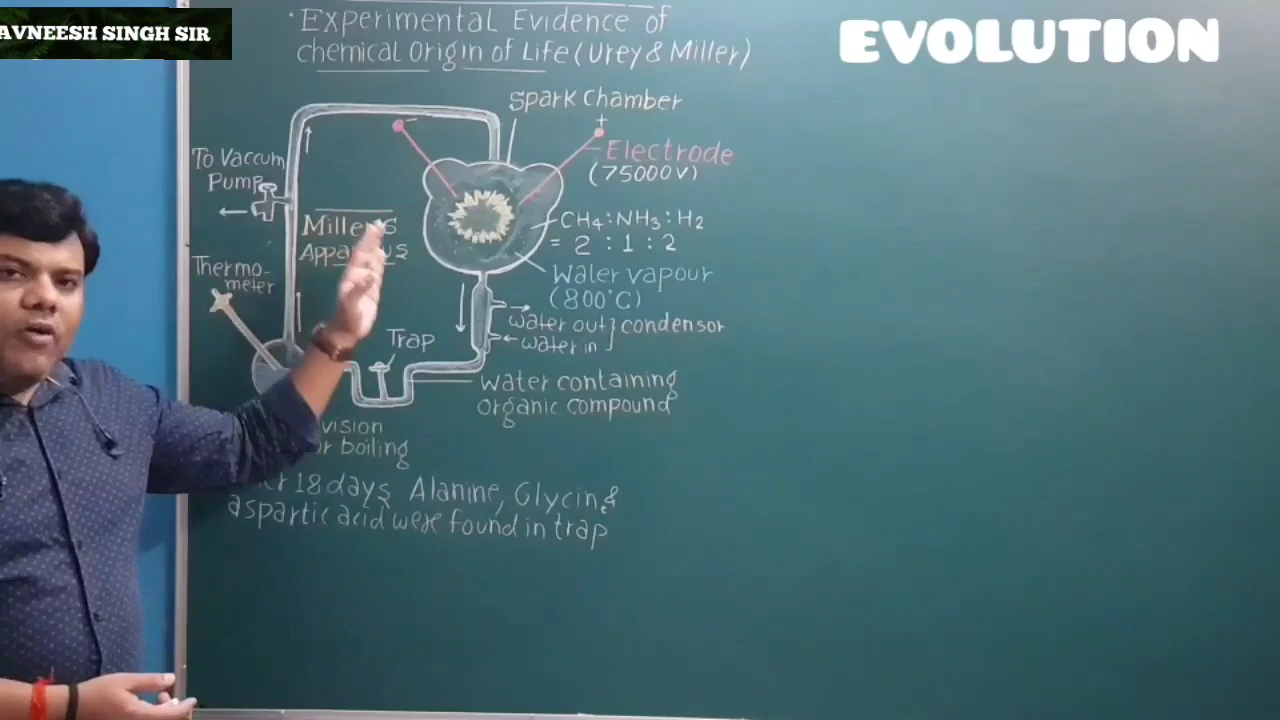 AVNEESH SINGH SIR
EVOLUTION
Experimental Evidence of
chemical Origin of Life (Urey & Miller)
Spark Chamber
+
-
Electrode
(75000V)
To Vaccum
Pump
CH4:NH3:H2
= 2 : 1 : 2
Miller's
Apparatus
Water vapour
(800°C)
Thermo-
meter
water out
water in
condensor
Trap
water containing
organic compound
vision
boiling
18 days Alanine, Glycin &
aspartic acid were found in trap